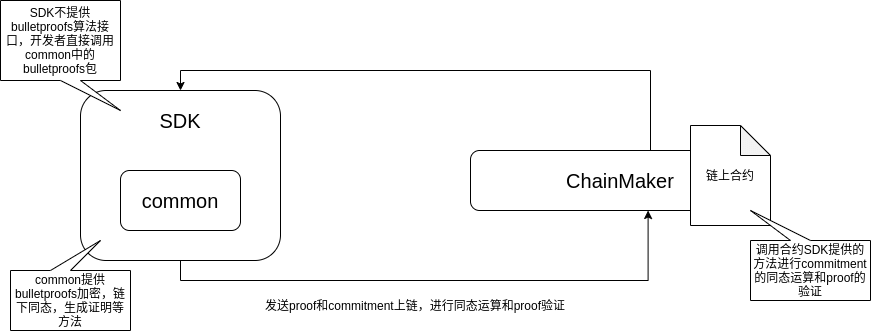 SDK不提供
bulletproofs算法接
口，开发者直接调用
common中的
bulletproofs包
SDK
common
ChainMaker
链上合约
common提供
bulletproofs加密，链
下同态，生成证明等
方法
调用合约SDK提供的
方法进行commitment
的同态运算和proof的
验证
发送proof和commitment上链，进行同态运算和proof验证